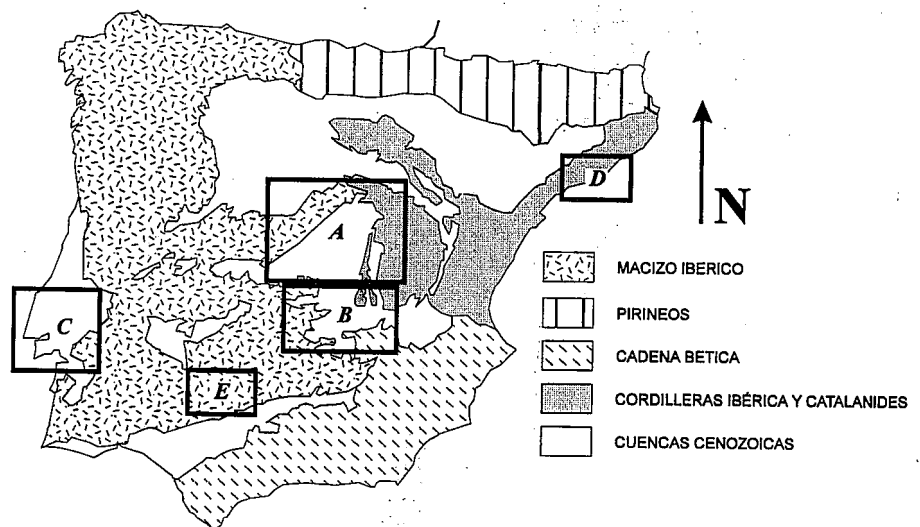 D
N
A
MACIZO IBERICO
PIRINEOS
C
B
CADENA BETICA
E
CORDILLERAS IBÉRICA Y CATALANIDES
CUENCAS CENOZOICAS